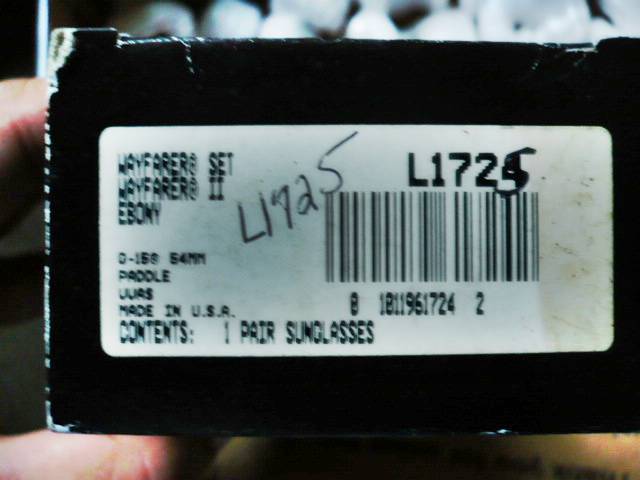 WAYFARER® SET
WAYFARER® II
EBONY
L1725
L1725
G-15® 54MM
PADDLE
UVAS
MADE IN U.S.A.
CONTENTS: 1 PAIR SUNGLASSES
0 1011961724 2